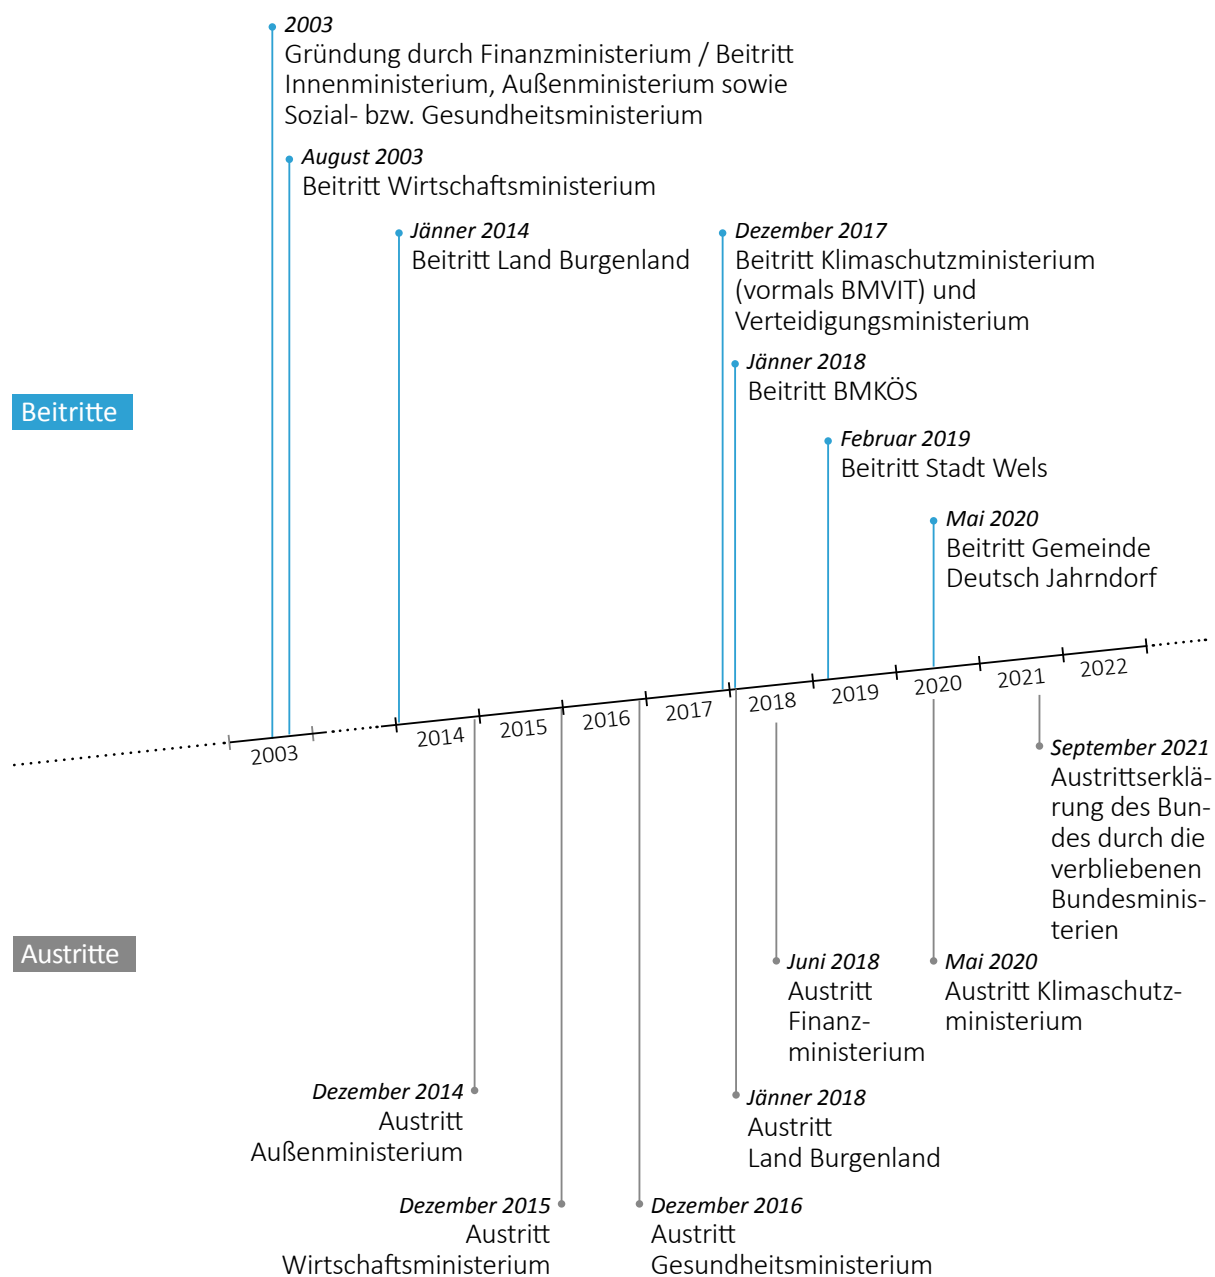 2003
Gründung durch Finanzministerium / Beitritt
Innenministerium, Außenministerium sowie
Sozial- bzw. Gesundheitsministerium
August 2003
Beitritt Wirtschaftsministerium
Jänner 2014
Beitritt Land Burgenland
Dezember 2017
Beitritt Klimaschutzministerium
(vormals BMVIT) und
Verteidigungsministerium
Jänner 2018
Beitritt BMKÖS
Beitritte
Februar 2019
Beitritt Stadt Wels
Mai 2020
Beitritt Gemeinde
Deutsch Jahrndorf
2003
2014
2015
2016
2017
2018
2019
2020
2021
2022
September 2021
Austrittserklä-
rung des Bun-
des durch die
verbliebenen
Bundesminis-
terien
Austritte
Juni 2018
Austritt
Finanz-
ministerium
Mai 2020
Austritt Klimaschutz-
ministerium
Dezember 2014
Austritt
Außenministerium
Jänner 2018
Austritt
Land Burgenland
Dezember 2015
Austritt
Wirtschaftsministerium
Dezember 2016
Austritt
Gesundheitsministerium